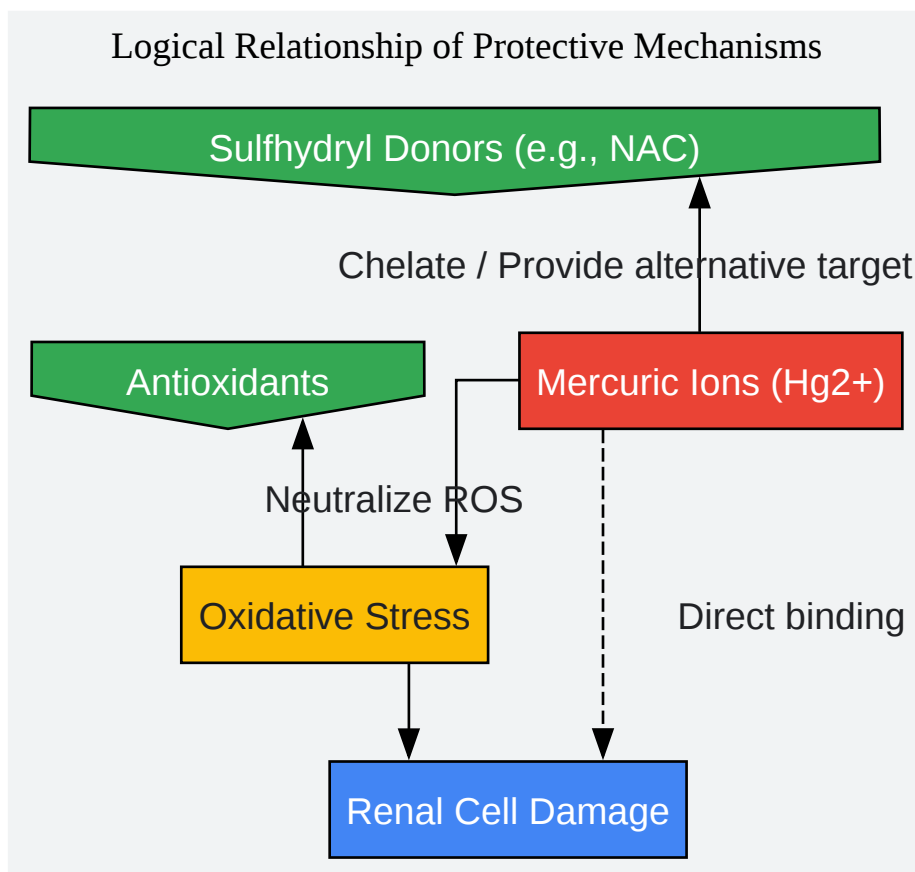 Logical Relationship of Protective Mechanisms
Sulfhydryl Donors (e.g., NAC)
Chelate / Provide alternative target
Antioxidants
Mercuric Ions (Hg2+)
Neutralize ROS
Oxidative Stress
Direct binding
Renal Cell Damage